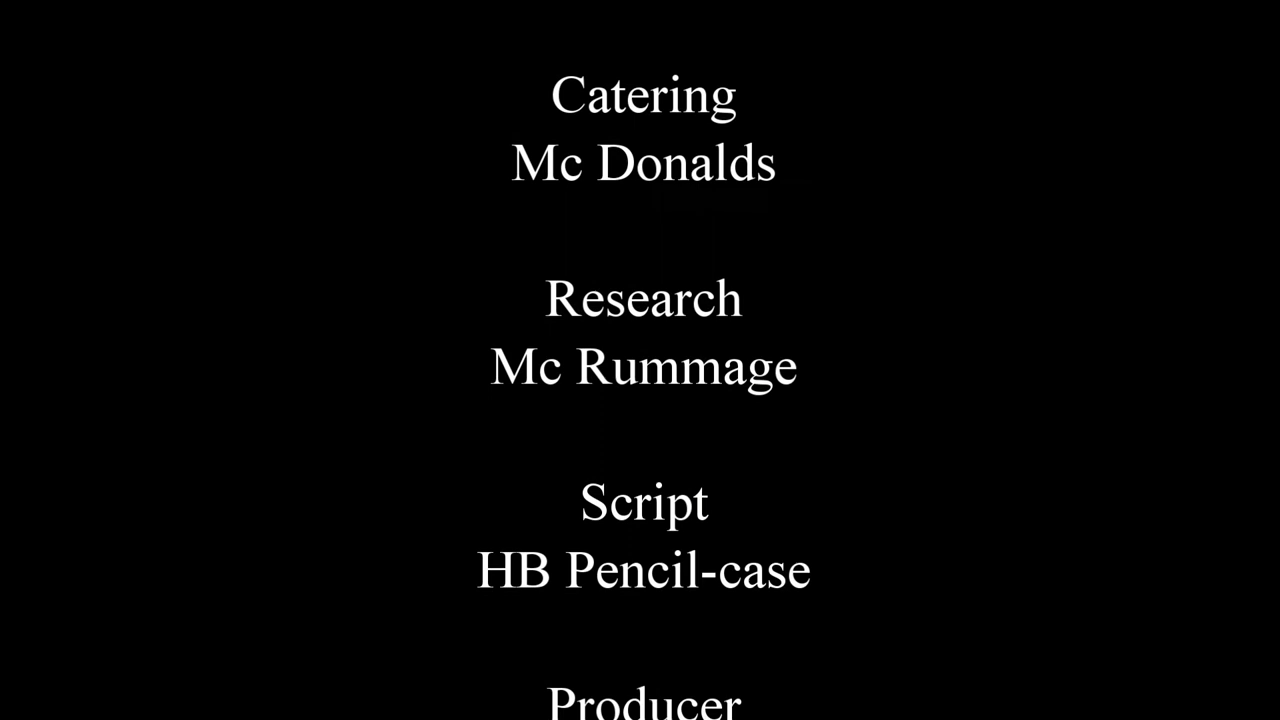 Catering
Mc Donalds
Research
Mc Rummage
Script
HB Pencil-case
Producer